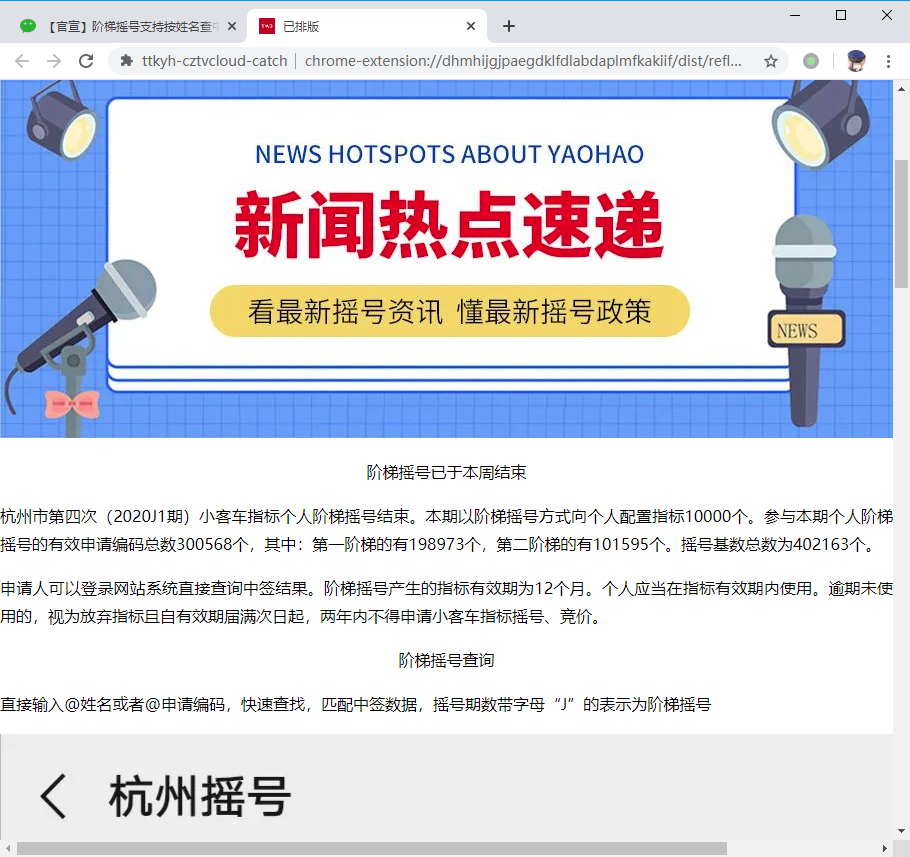 【官宣】阶梯摇号支持按姓名查中
已排版
ttkyh-cztvcloud-catch | chrome-extension://dhmhijgjpaegdklfdlabdaplmfkakiif/dist/refl...
NEWS HOTSPOTS ABOUT YAOHAO
新闻热点速递
看最新摇号资讯 懂最新摇号政策
NEWS
阶梯摇号已于本周结束
杭州市第四次（2020J1期）小客车指标个人阶梯摇号结束。本期以阶梯摇号方式向个人配置指标10000个。参与本期个人阶梯
摇号的有效申请编码总数300568个，其中：第一阶梯的有198973个，第二阶梯的有101595个。摇号基数总数为402163个。
申请人可以登录网站系统直接查询中签结果。阶梯摇号产生的指标有效期为12个月。个人应当在指标有效期内使用。逾期未使
用的，视为放弃指标且自有效期届满次日起，两年内不得申请小客车指标摇号、竞价。
阶梯摇号查询
直接输入@姓名或者@申请编码，快速查找，匹配中签数据，摇号期数带字母“J”的表示为阶梯摇号
杭州摇号